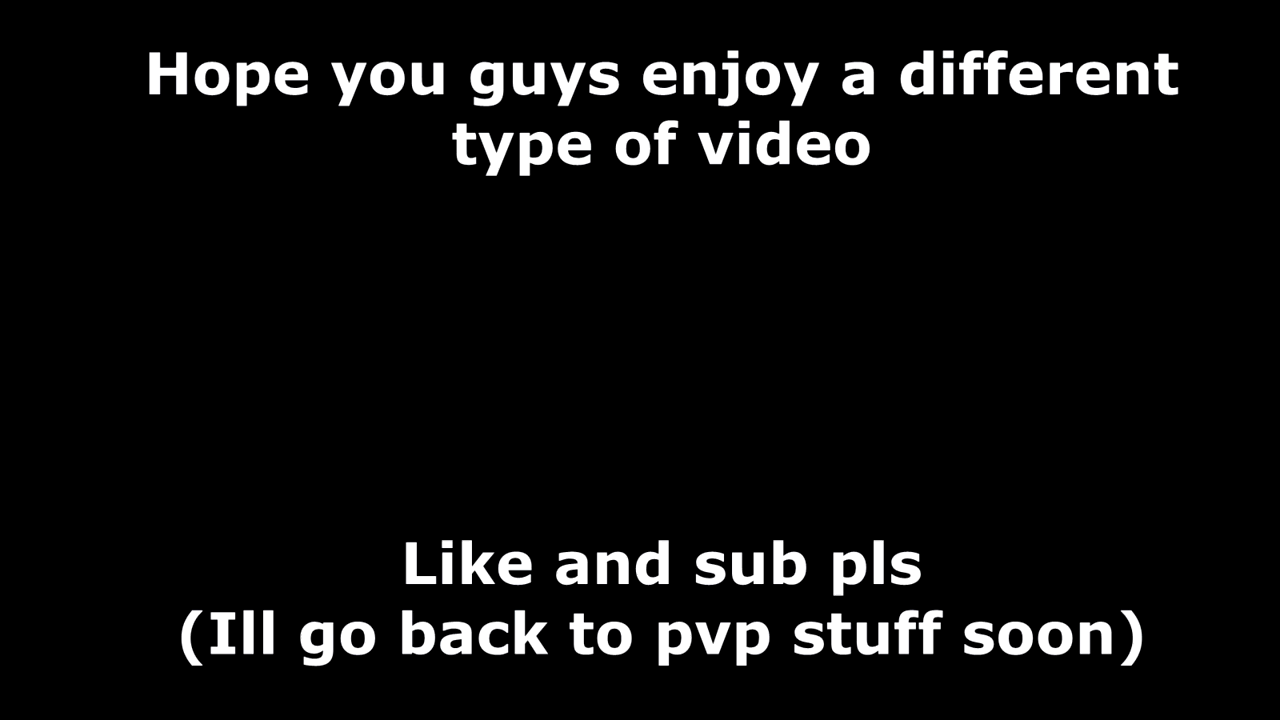 Hope you guys enjoy a different
type of video
Like and sub pls
(Ill go back to pvp stuff soon)